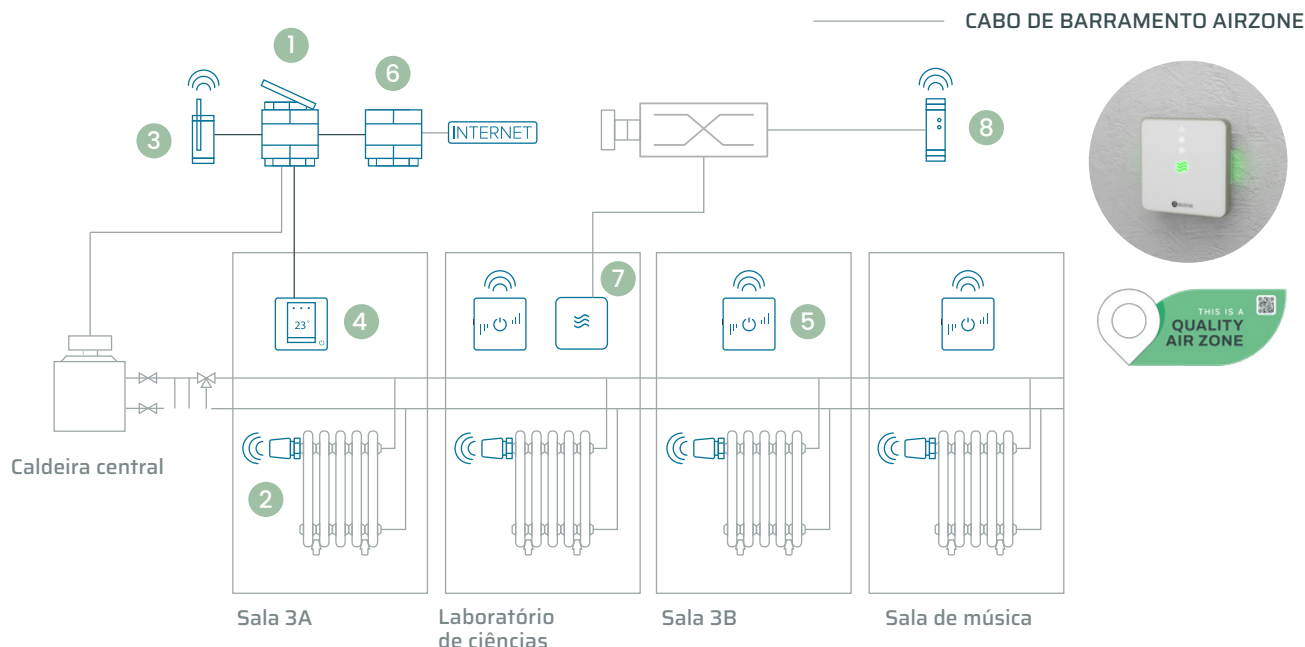 CABO DE BARRAMENTO AIRZONE
1
6
3
INTERNET
8
7
4
23°
5
THIS IS A
QUALITY
AIR ZONE
Caldeira central
2
Sala 3A
Laboratório
de ciências
Sala 3B
Sala de música